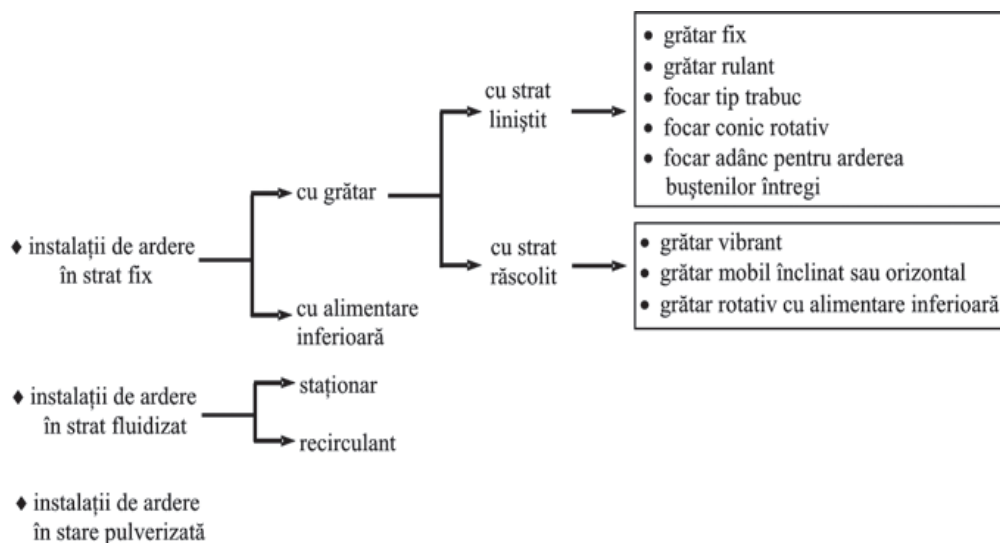 ♦ instalații de ardere
în strat fix
cu grătar
cu alimentare
inferioară
cu strat
liniștit
• grătar fix
• grătar rulant
• focar tip trabuc
• focar conic rotativ
• focar adânc pentru arderea
buștenilor întregi
cu strat
răscolit
• grătar vibrant
• grătar mobil înclinat sau orizontal
• grătar rotativ cu alimentare inferioară
♦ instalații de ardere
în strat fluidizat
staționar
recirculant
♦ instalații de ardere
în stare pulverizată